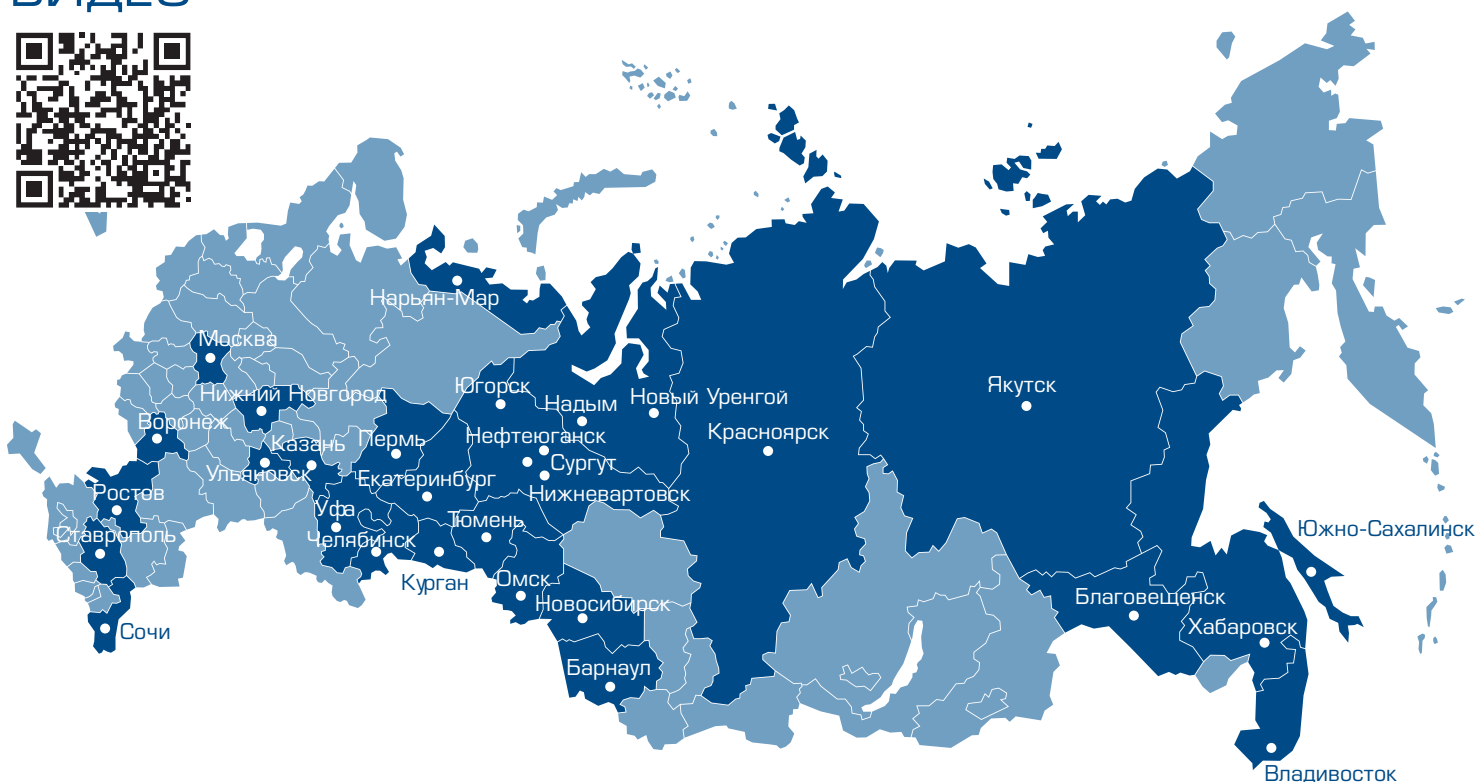 ВИДЕО
Нарьян-Мар
Москва
Югорск
Якутск
Нижний Новгород
Надым
Новый Уренгой
Воронеж
Красноярск
Казань
Пермь
Нефтеюганск
Сургут
Ульяновск
Екатеринбург
Нижневартовск
Ростов
Уфа
Тюмень
Ставрополь
Челябинск
Южно-Сахалинск
Курган
Омск
Новосибирск
Благовещенск
Сочи
Хабаровск
Барнаул
Владивосток